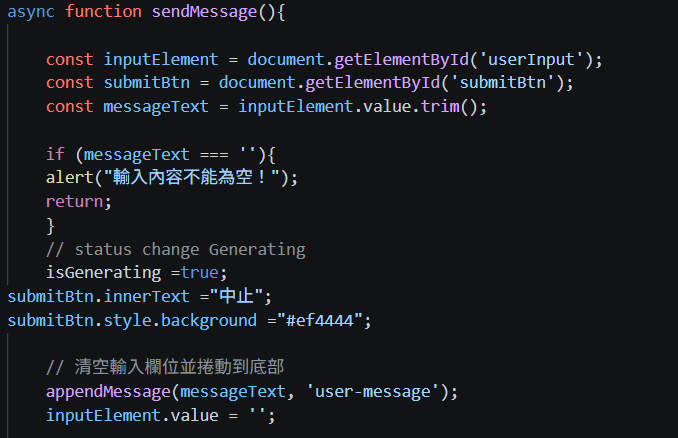 async function sendMessage(){
const inputElement = document.getElementById('userInput');
const submitBtn = document.getElementById('submitBtn');
const messageText = inputElement.value.trim();
if (messageText === ''){
alert("輸入內容不能為空！");
return;
}
// status change Generating
isGenerating =true;
submitBtn.innerText ="中止";
submitBtn.style.background ="#ef4444";
// 清空輸入欄位並捲動到底部
appendMessage(messageText, 'user-message');
inputElement.value = '';